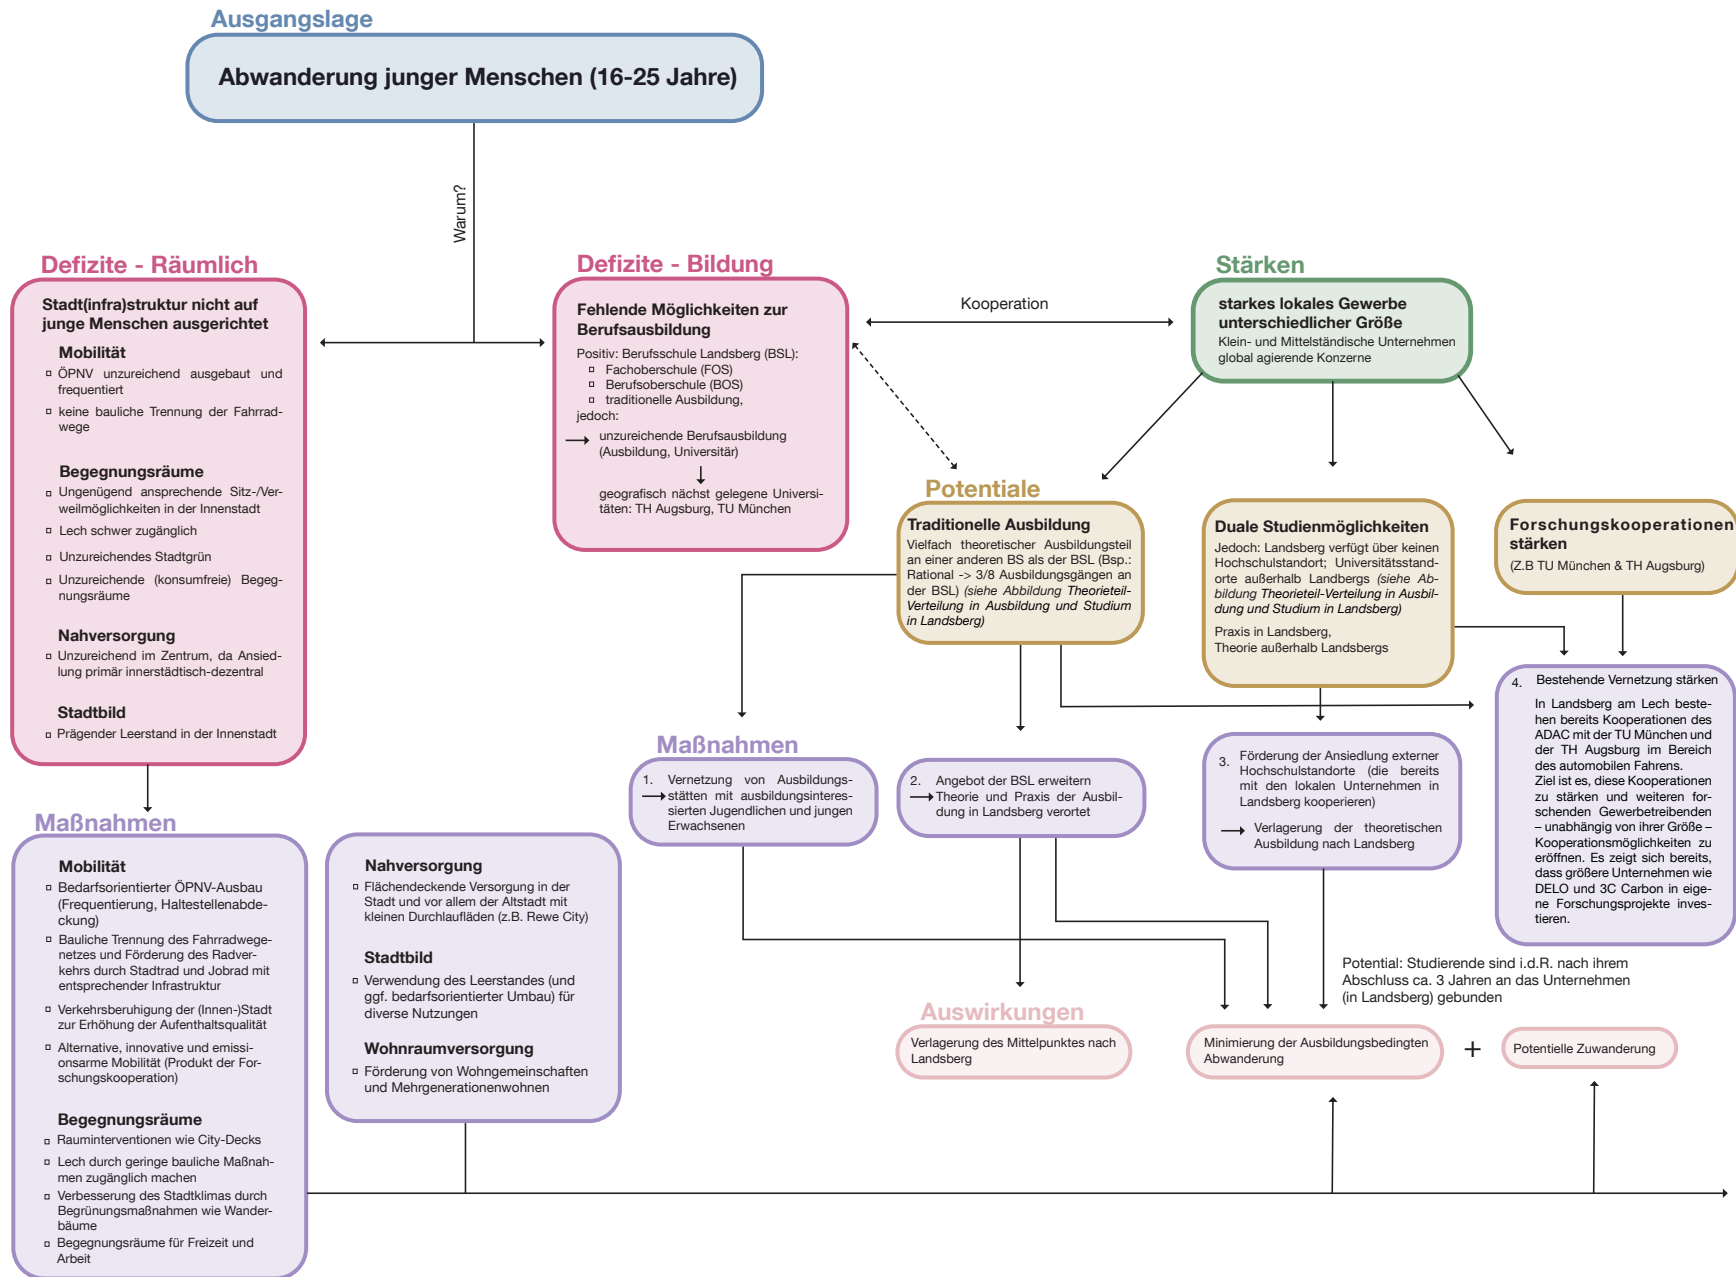 Ausgangslage
Abwanderung junger Menschen (16-25 Jahre)
Warum?
Defizite - Räumlich
Stadt(infra)struktur nicht auf
junge Menschen ausgerichtet
Mobilität
ÖPNV unzureichend ausgebaut und
frequentiert
keine bauliche Trennung der Fahrrad-
wege
Begegnungsräume
Ungenügend ansprechende Sitz-/Ver-
weilmöglichkeiten in der Innenstadt
Lech schwer zugänglich
Unzureichendes Stadtgrün
Unzureichende (konsumfreie) Begeg-
nungsräume
Nahversorgung
Unzureichend im Zentrum, da Ansied-
lung primär innerstädtisch-dezentral
Stadtbild
Prägender Leerstand in der Innenstadt
Defizite - Bildung
Fehlende Möglichkeiten zur
Berufsausbildung
Positiv: Berufsschule Landsberg (BSL):
Fachoberschule (FOS)
Berufsoberschule (BOS)
traditionelle Ausbildung,
jedoch:
unzureichende Berufsausbildung
(Ausbildung, Universitär)
geografisch nächst gelegene Universi-
täten: TH Augsburg, TU München
Kooperation
Stärken
starkes lokales Gewerbe
unterschiedlicher Größe
Klein- und Mittelständische Unternehmen
global agierende Konzerne
Potentiale
Traditionelle Ausbildung
Vielfach theoretischer Ausbildungsteil
an einer anderen BS als der BSL (Bsp.:
Rational -> 3/8 Ausbildungsgängen an
der BSL) (siehe Abbildung Theorieteil-
Verteilung in Ausbildung und Studium
in Landsberg)
Duale Studienmöglichkeiten
Jedoch: Landsberg verfügt über keinen
Hochschulstandort; Universitätsstand-
orte außerhalb Landbergs (siehe Ab-
bildung Theorieteil-Verteilung in Ausbil-
dung und Studium in Landsberg)
Praxis in Landsberg,
Theorie außerhalb Landsbergs
Forschungskooperationen
stärken
(Z.B TU München & TH Augsburg)
Maßnahmen
1. Vernetzung von Ausbildungs-
stätten mit ausbildungsinteres-
sierten Jugendlichen und jungen
Erwachsenen
2. Angebot der BSL erweitern
Theorie und Praxis der Ausbil-
dung in Landsberg verortet
3. Förderung der Ansiedlung externer
Hochschulstandorte (die bereits
mit den lokalen Unternehmen in
Landsberg kooperieren)
Verlagerung der theoretischen
Ausbildung nach Landsberg
4. Bestehende Vernetzung stärken
In Landsberg am Lech beste-
hen bereits Kooperationen des
ADAC mit der TU München und
der TH Augsburg im Bereich
des automobilen Fahrens.
Ziel ist es, diese Kooperationen
zu stärken und weiteren for-
schenden Gewerbetreibenden
– unabhängig von ihrer Größe –
Kooperationsmöglichkeiten zu
eröffnen. Es zeigt sich bereits,
dass größere Unternehmen wie
DELO und 3C Carbon in eige-
ne Forschungsprojekte inves-
tieren.
Maßnahmen
Mobilität
Bedarfsorientierter ÖPNV-Ausbau
(Frequentierung, Haltestellenabde-
ckung)
Bauliche Trennung des Fahrradwege-
netzes und Förderung des Radver-
kehrs durch Stadtrad und Jobrad mit
entsprechender Infrastruktur
Verkehrsberuhigung der (Innen-)Stadt
zur Erhöhung der Aufenthaltsqualität
Alternative, innovative und emissi-
onsarme Mobilität (Produkt der For-
schungskooperation)
Begegnungsräume
Rauminterventionen wie City-Decks
Lech durch geringe bauliche Maßnah-
men zugänglich machen
Verbesserung des Stadtklimas durch
Begrünungsmaßnahmen wie Wander-
bäume
Begegnungsräume für Freizeit und
Arbeit
Nahversorgung
Flächendeckende Versorgung in der
Stadt und vor allem der Altstadt mit
kleinen Durchlaufläden (z.B. Rewe City)
Stadtbild
Verwendung des Leerstandes (und
ggf. bedarfsorientierter Umbau) für
diverse Nutzungen
Wohnraumversorgung
Förderung von Wohngemeinschaften
und Mehrgenerationenwohnen
Potential: Studierende sind i.d.R. nach ihrem
Abschluss ca. 3 Jahren an das Unternehmen
(in Landsberg) gebunden
Auswirkungen
Verlagerung des Mittelpunktes nach
Landsberg
Minimierung der Ausbildungsbedingten
Abwanderung
+
Potentielle Zuwanderung